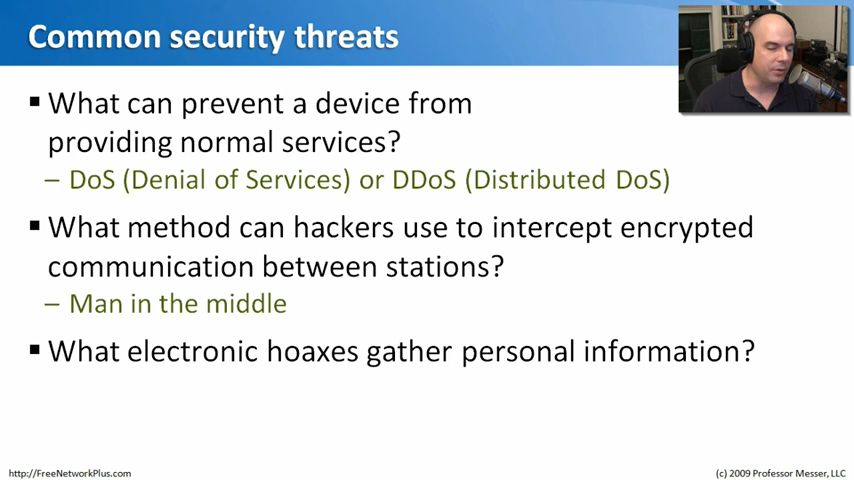 Common security threats
▪ What can prevent a device from
providing normal services?
– DoS (Denial of Services) or DDoS (Distributed DoS)
▪ What method can hackers use to intercept encrypted
communication between stations?
– Man in the middle
▪ What electronic hoaxes gather personal information?
http://FreeNetworkPlus.com
(c) 2009 Professor Messer, LLC